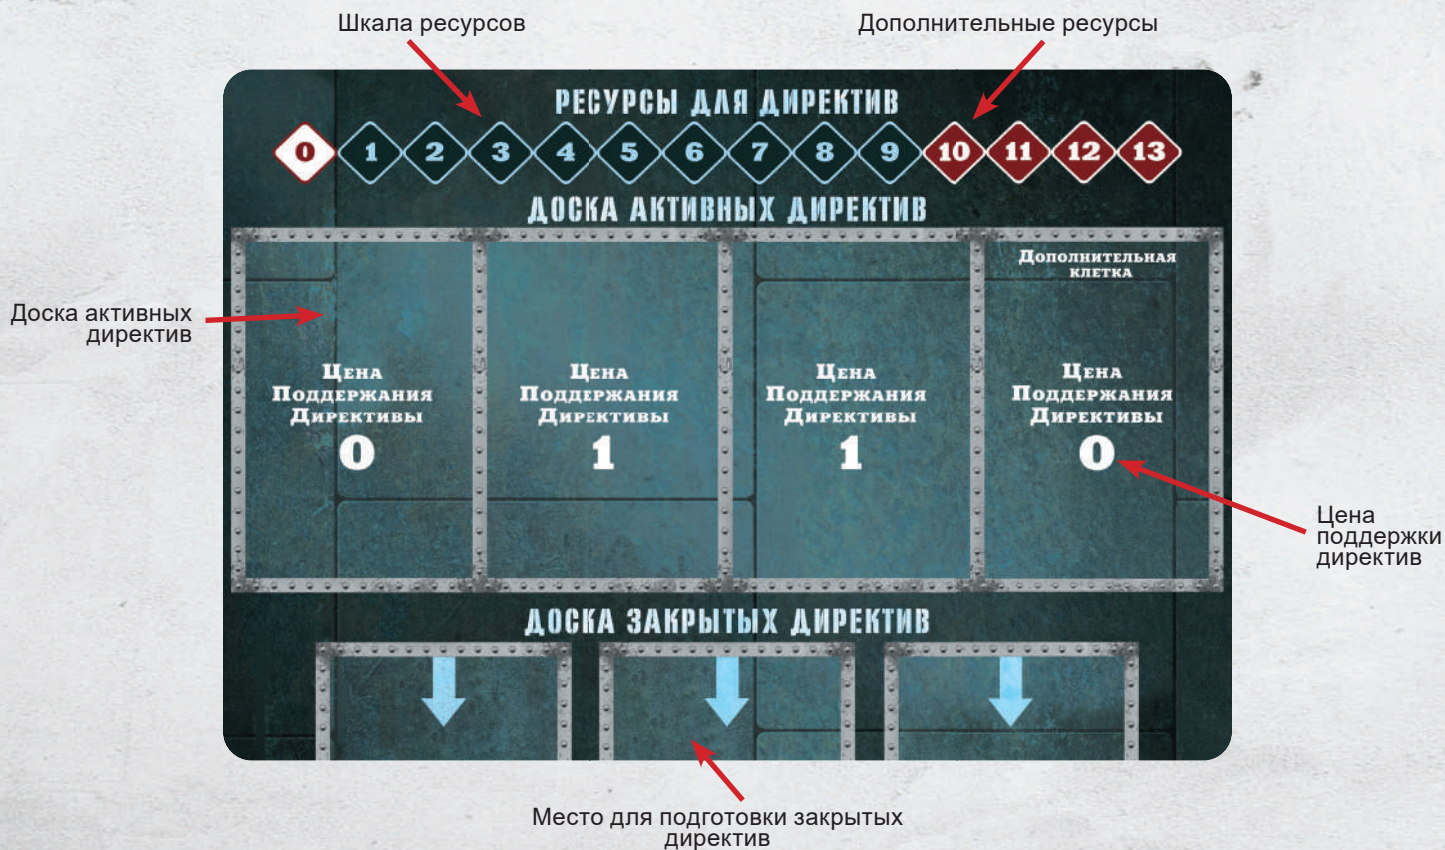 Шкала ресурсов
Дополнительные ресурсы
РЕСУРСЫ ДЛЯ ДИРЕКТИВ
0 1 2 3 4 5 6 7 8 9 10 11 12 13
ДОСКА АКТИВНЫХ ДИРЕКТИВ
Дополнительная
клетка
Доска активных
директив
Цена
Поддержания
Директивы
0
Цена
Поддержания
Директивы
1
Цена
Поддержания
Директивы
1
Цена
Поддержания
Директивы
0
Цена
поддержки
директив
ДОСКА ЗАКРЫТЫХ ДИРЕКТИВ
Место для подготовки закрытых
директив